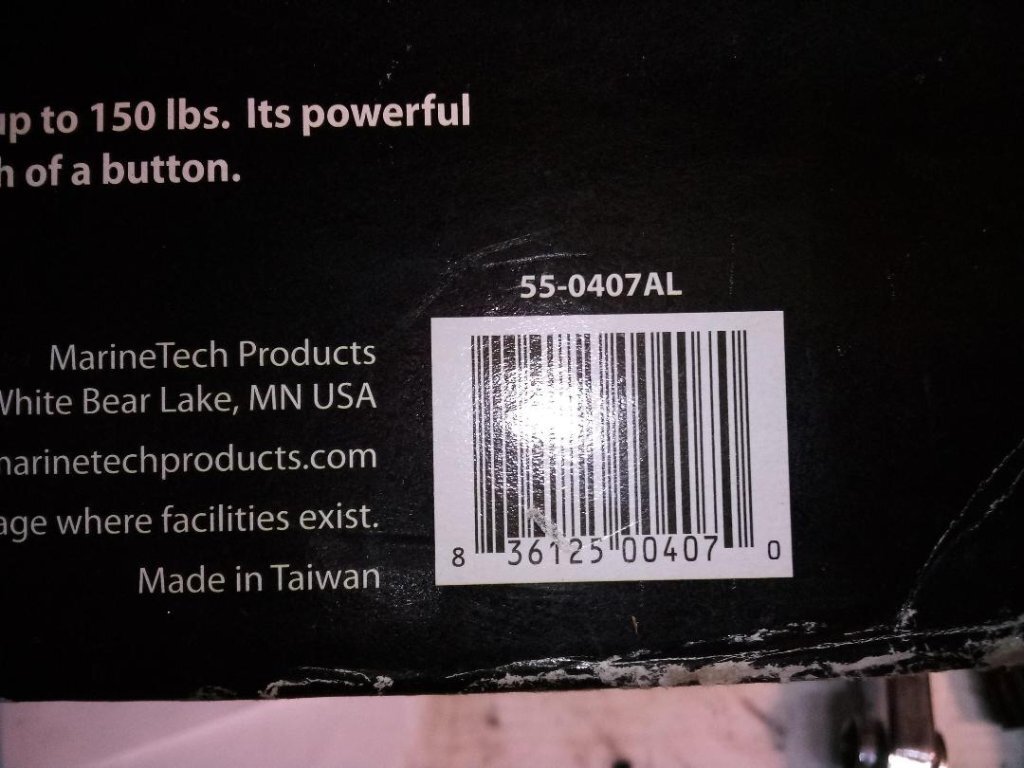 up to 150 lbs. Its powerful
h of a button.
55-0407AL
MarineTech Products
White Bear Lake, MN USA
marinetechproducts.com
age where facilities exist.
Made in Taiwan
8 36125 00407 0